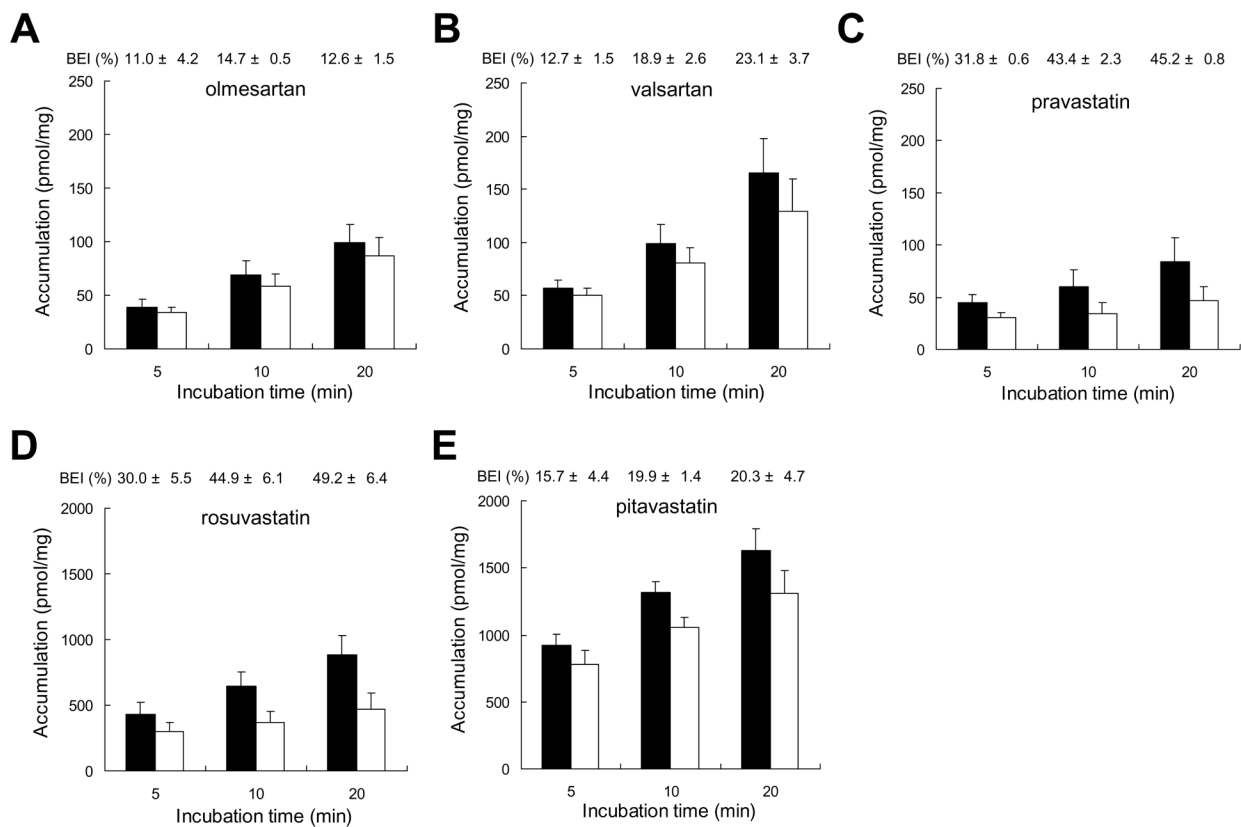 A
BEI (%) 11.0 ± 4.2 14.7 ± 0.5 12.6 ± 1.5
olmesartan
250
200
150
100
50
0
Accumulation (pmol/mg)
5 10 20
Incubation time (min)
B
BEI (%) 12.7 ± 1.5 18.9 ± 2.6 23.1 ± 3.7
valsartan
250
200
150
100
50
0
Accumulation (pmol/mg)
5 10 20
Incubation time (min)
C
BEI (%) 31.8 ± 0.6 43.4 ± 2.3 45.2 ± 0.8
pravastatin
250
200
150
100
50
0
Accumulation (pmol/mg)
5 10 20
Incubation time (min)
D
BEI (%) 30.0 ± 5.5 44.9 ± 6.1 49.2 ± 6.4
rosuvastatin
2000
1500
1000
500
0
Accumulation (pmol/mg)
5 10 20
Incubation time (min)
E
BEI (%) 15.7 ± 4.4 19.9 ± 1.4 20.3 ± 4.7
pitavastatin
2000
1500
1000
500
0
Accumulation (pmol/mg)
5 10 20
Incubation time (min)